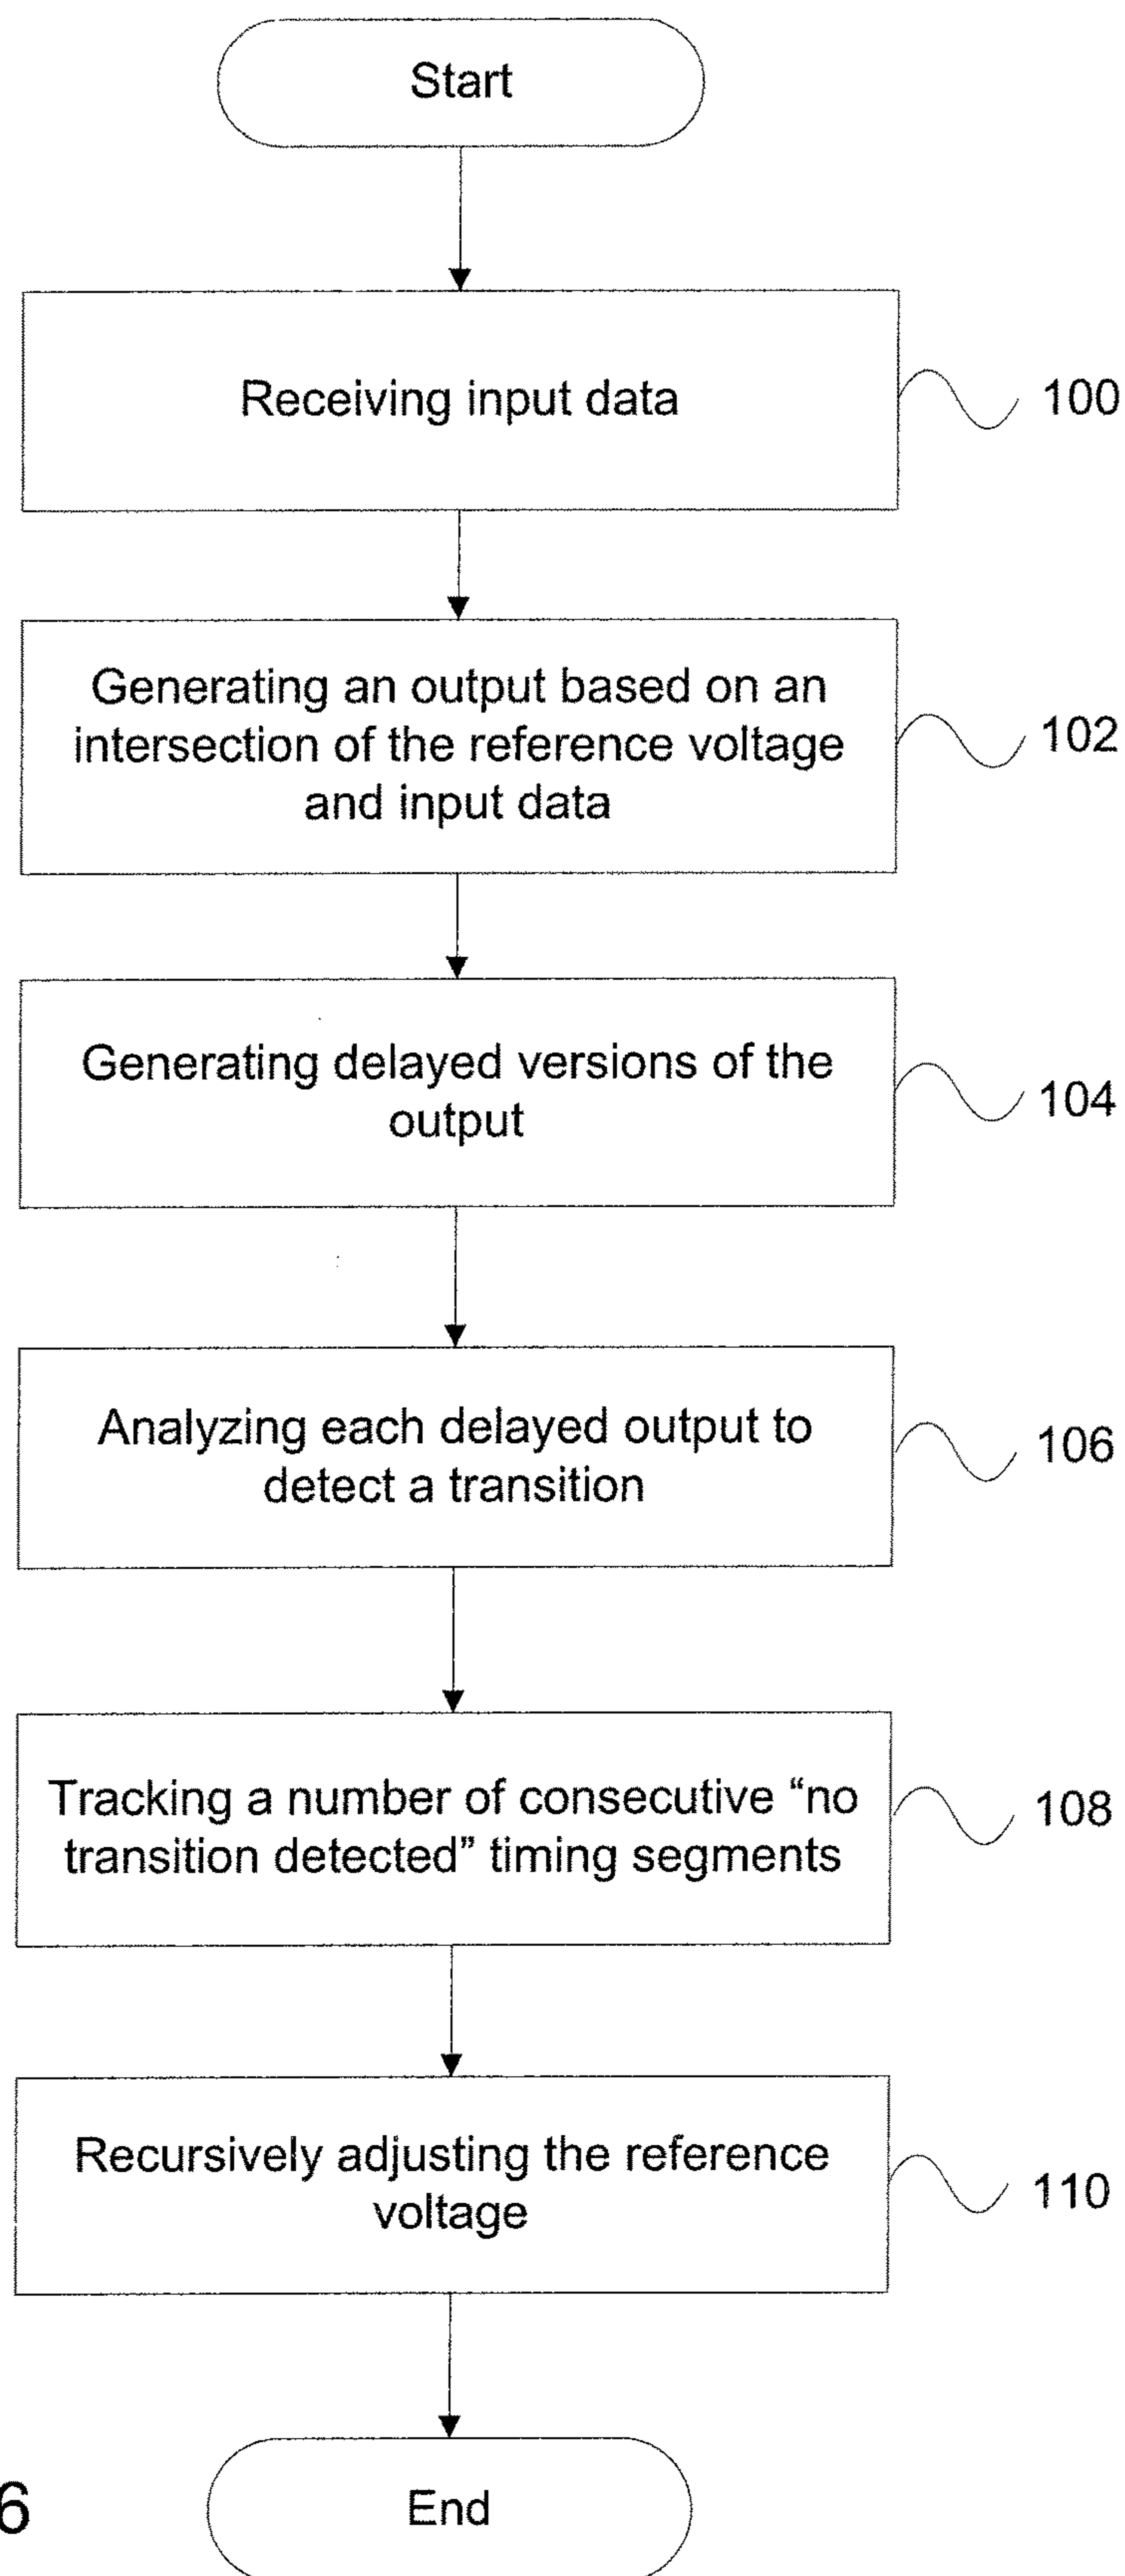 Start
Receiving input data
100
Generating an output based on an
intersection of the reference voltage
and input data
102
Generating delayed versions of the
output
104
Analyzing each delayed output to
detect a transition
106
Tracking a number of consecutive “no
transition detected” timing segments
108
Recursively adjusting the reference
voltage
110
End
6